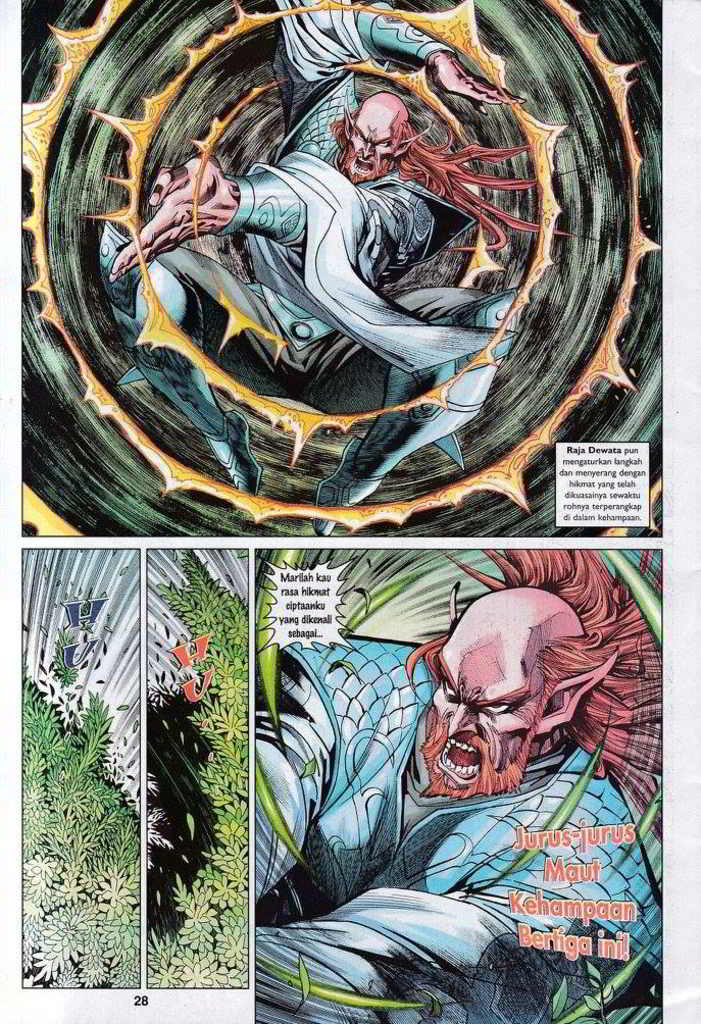 Raja Dewata pun
mengaturkan langkah
dan menyerang dengan
hikmat yang telah
dikuasainya sewaktu
rohnya terperangkap
di dalam kehampaan.
HU
HU
Marilah kau
rasa hikmat
ciptaanku
yang dikenali
sebagai...
Jurus-jurus
Maut
Kehampaan
Bertiga ini!
28